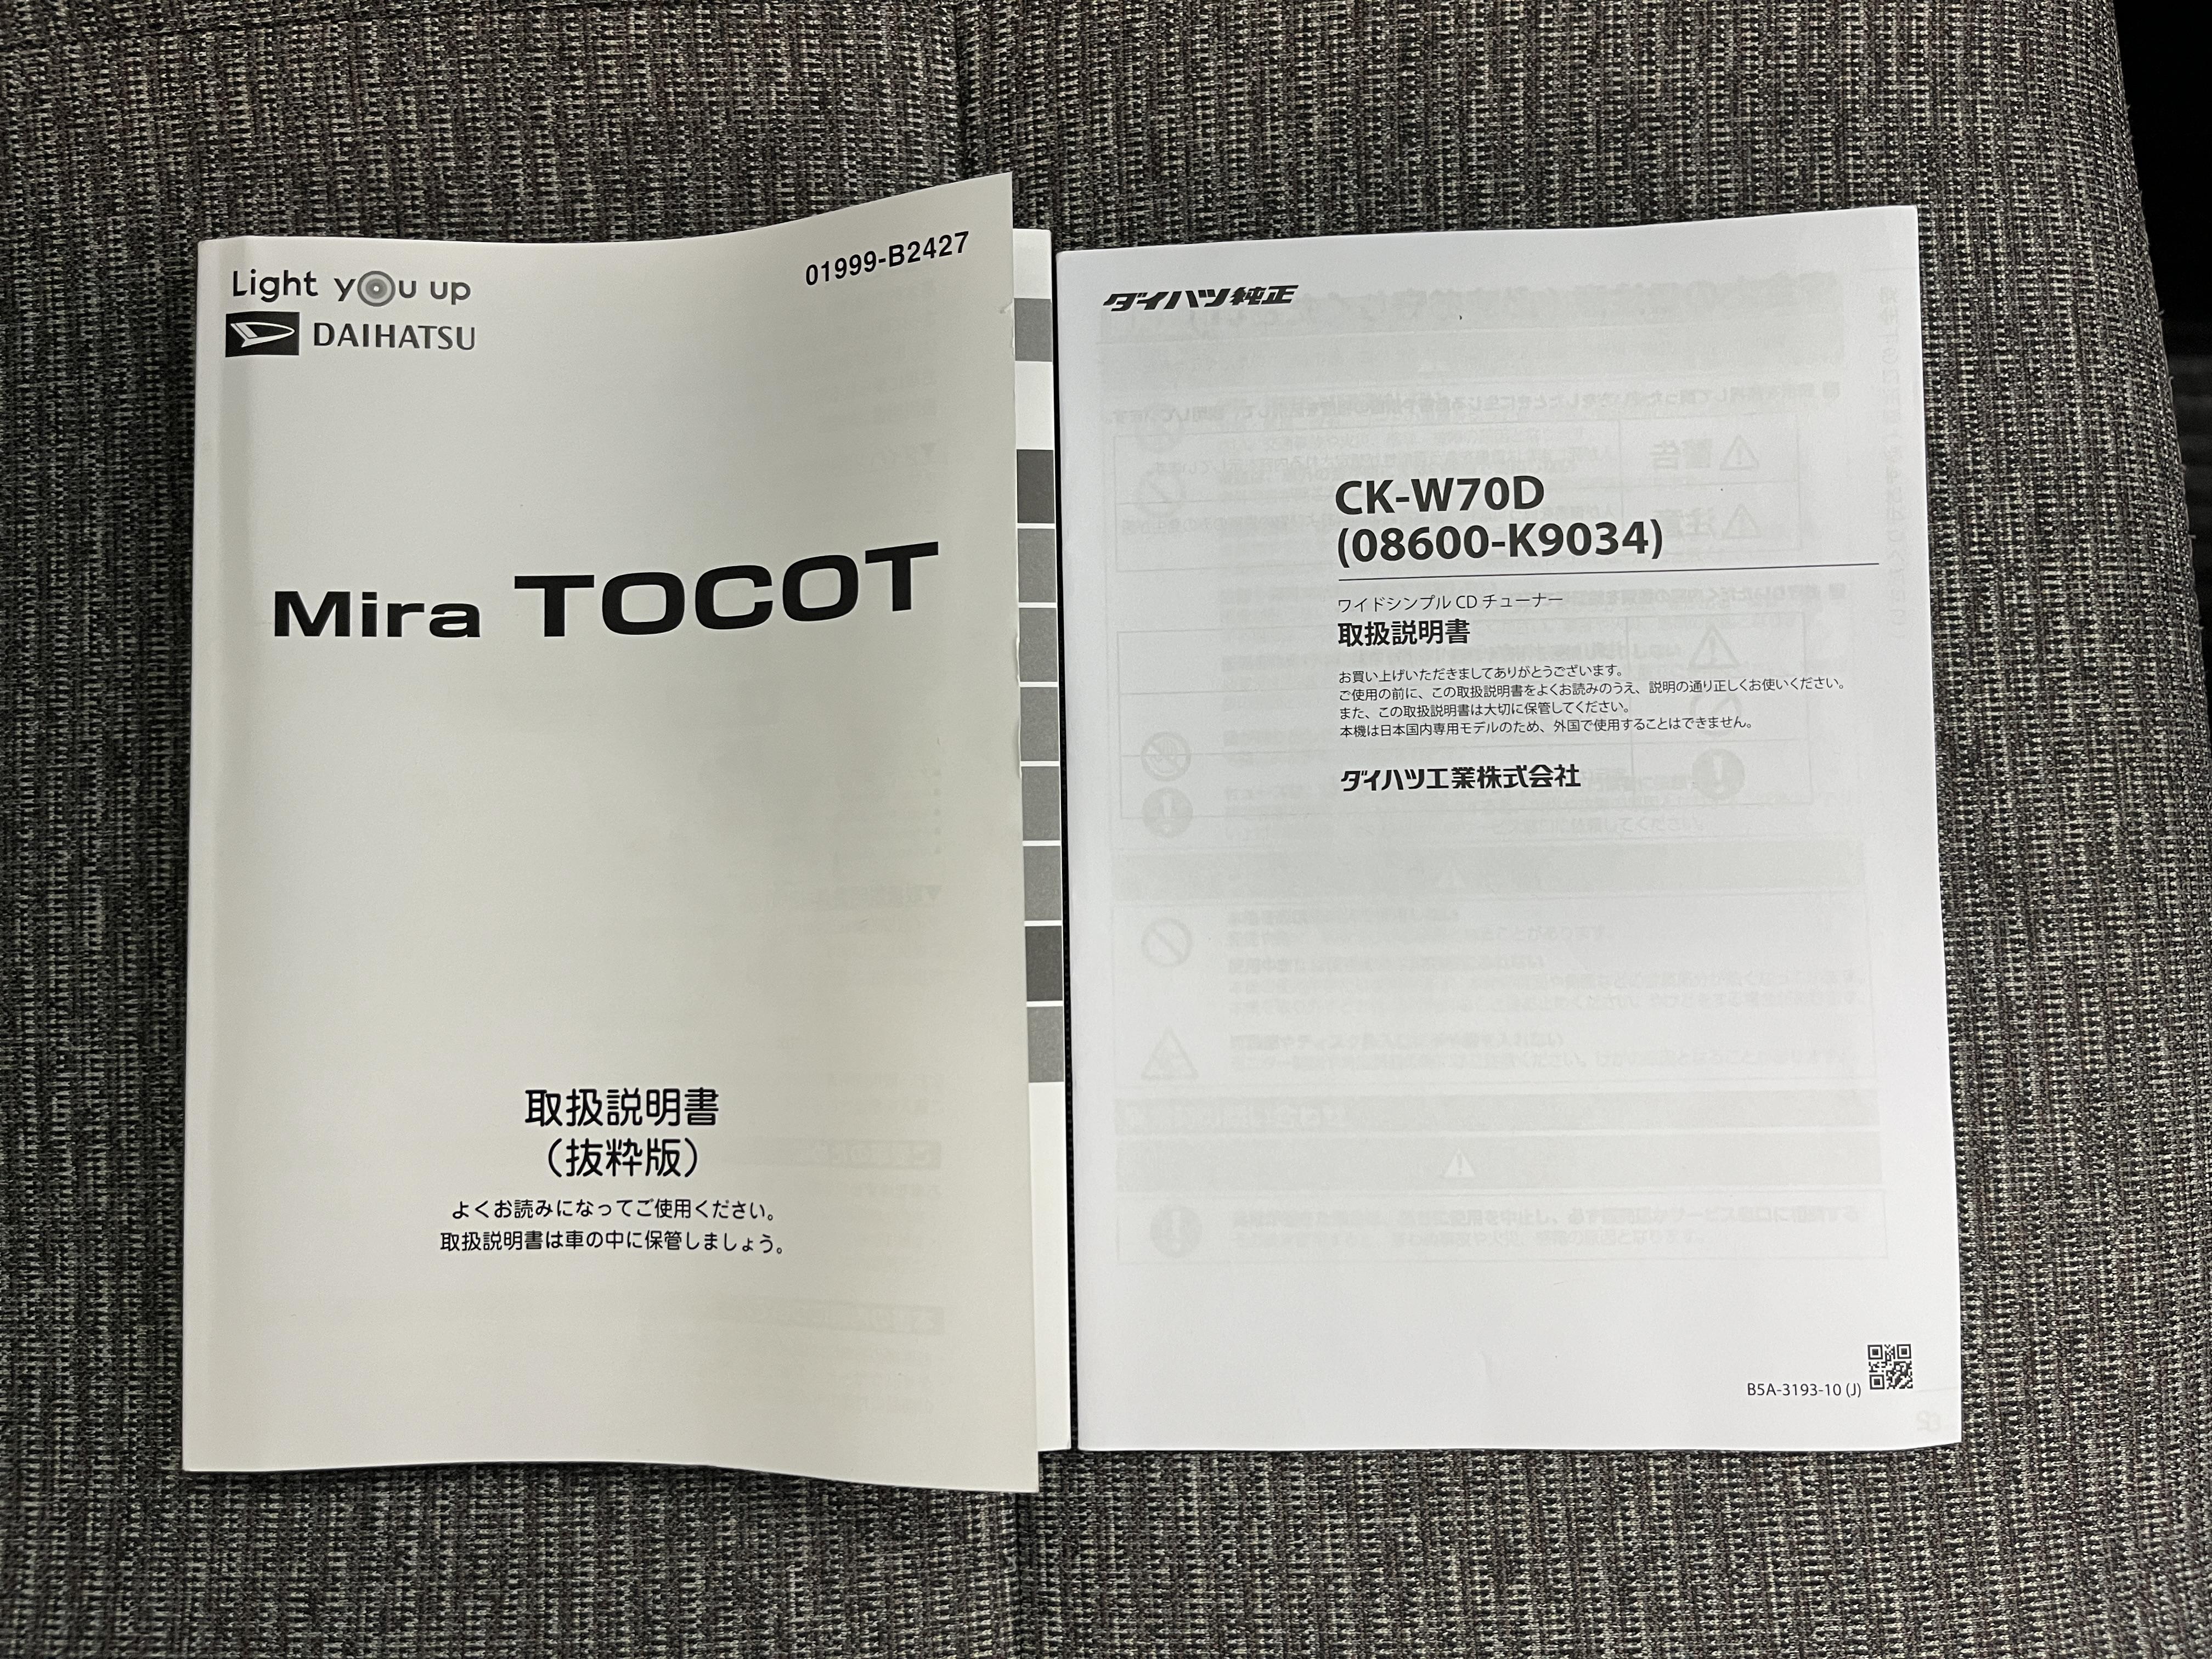 01999-B2427
Light you up
DAIHATSU
Mira TOCOT
取扱説明書
（抜粋版）
よくお読みになってご使用ください。
取扱説明書は車の中に保管しましょう。
ダイハツ純正
CK-W70D
(08600-K9034)
ワイドシンプル CD チューナー
取扱説明書
お買い上げいただきましてありがとうございます。
ご使用の前に、この取扱説明書をよくお読みのうえ、説明の通り正しくお使いください。
また、この取扱説明書は大切に保管してください。
本機は日本国内専用モデルのため、外国で使用することはできません。
ダイハツ工業株式会社
B5A-3193-10 (J)